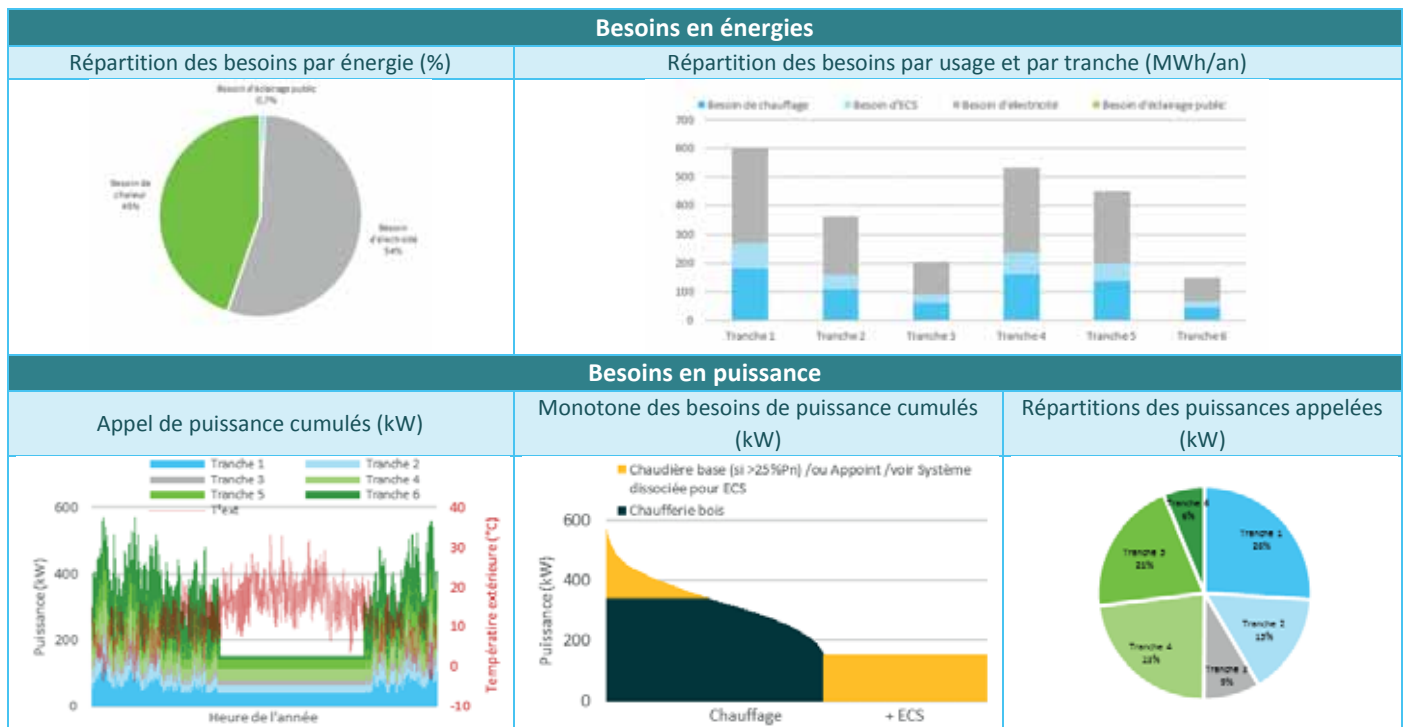 Besoins en énergies
Répartition des besoins par énergie (%)
Répartition des besoins par usage et par tranche (MWh/an)
Besoin d'éclairage public
0,7%
Besoin de
chaleur
45%
Besoin
d'électricité
54%
Besoin de chauffage
Besoin d'ECS
Besoin d'électricité
Besoin d'éclairage public
700
600
500
400
300
200
100
0
Tranche 1
Tranche 2
Tranche 3
Tranche 4
Tranche 5
Tranche 6
Besoins en puissance
Appel de puissance cumulés (kW)
Monotone des besoins de puissance cumulés
(kW)
Répartitions des puissances appelées
(kW)
Tranche 1
Tranche 2
Tranche 3
Tranche 4
Tranche 5
Tranche 6
T°ext
600
400
200
0
Puissance (kW)
40
30
20
10
0
-10
Températire extérieure (°C)
Heure de l'année
Chaudière base (si >25%Pn) /ou Appoint /voir Système
dissociée pour ECS
Chaufferie bois
600
400
200
0
Puissance (kW)
Chauffage
+ ECS
Tranche 1
26%
Tranche 2
Tranche 3
9%
Tranche 4
Tranche 5
21%
Tranche 6
6%